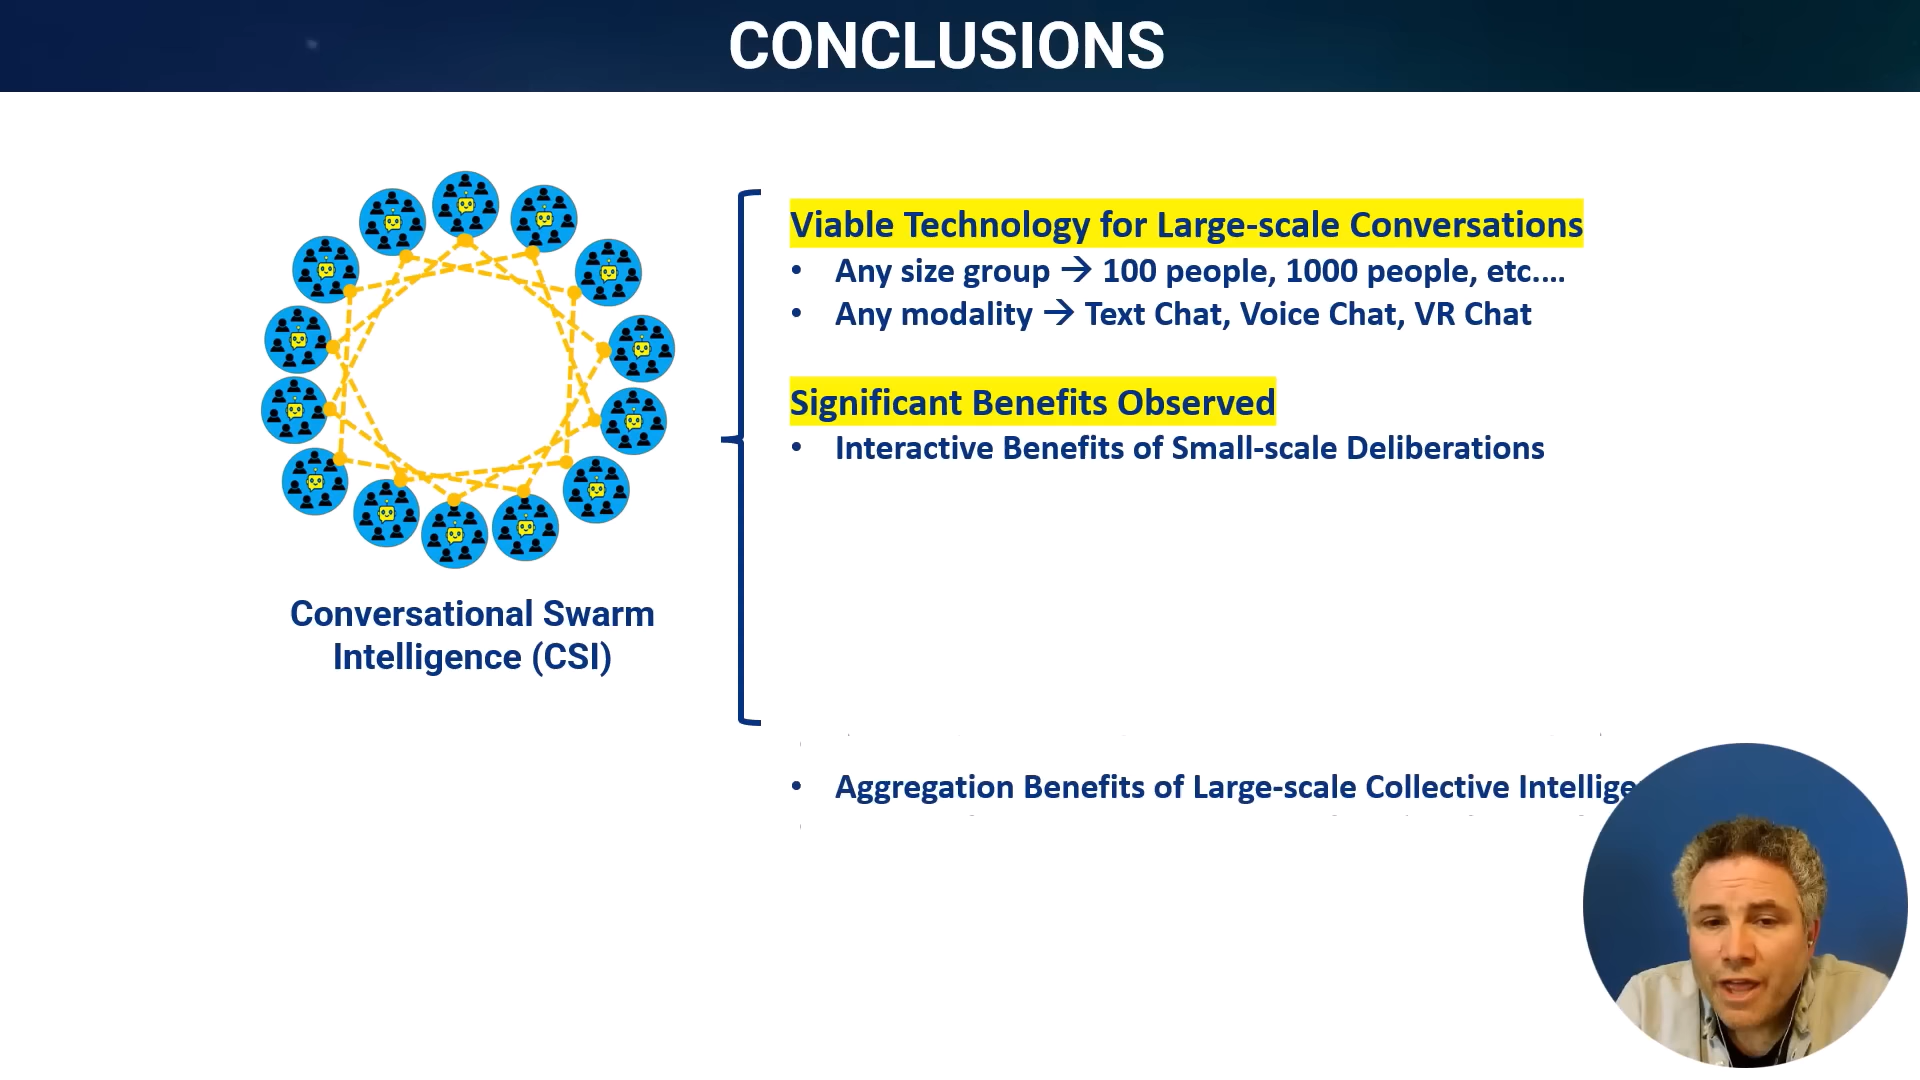 CONCLUSIONS
Viable Technology for Large-scale Conversations
• Any size group → 100 people, 1000 people, etc....
• Any modality → Text Chat, Voice Chat, VR Chat
Significant Benefits Observed
• Interactive Benefits of Small-scale Deliberations
• Aggregation Benefits of Large-scale Collective
Conversational Swarm
Intelligence (CSI)